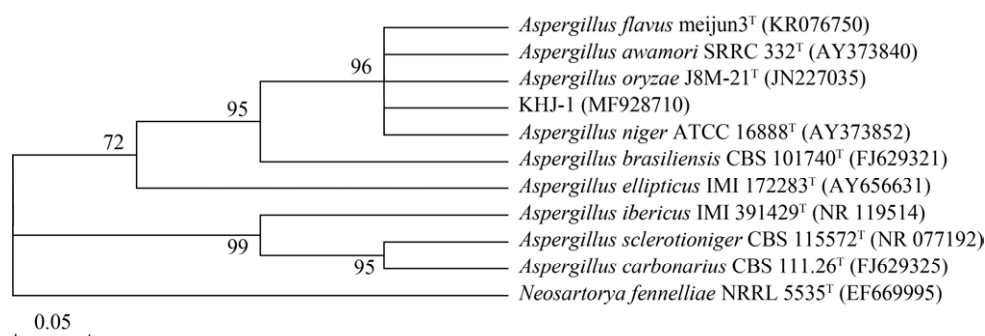 Aspergillus flavus meijun3ᵀ (KR076750)
Aspergillus awamori SRRC 332ᵀ (AY373840)
96
Aspergillus oryzae J8M-21ᵀ (JN227035)
95
KHJ-1 (MF928710)
72
Aspergillus niger ATCC 16888ᵀ (AY373852)
Aspergillus brasiliensis CBS 101740ᵀ (FJ629321)
Aspergillus ellipticus IMI 172283ᵀ (AY656631)
Aspergillus ibericus IMI 391429ᵀ (NR 119514)
99
Aspergillus sclerotioniger CBS 115572ᵀ (NR 077192)
95
Aspergillus carbonarius CBS 111.26ᵀ (FJ629325)
Neosartorya fennelliae NRRL 5535ᵀ (EF669995)
0.05